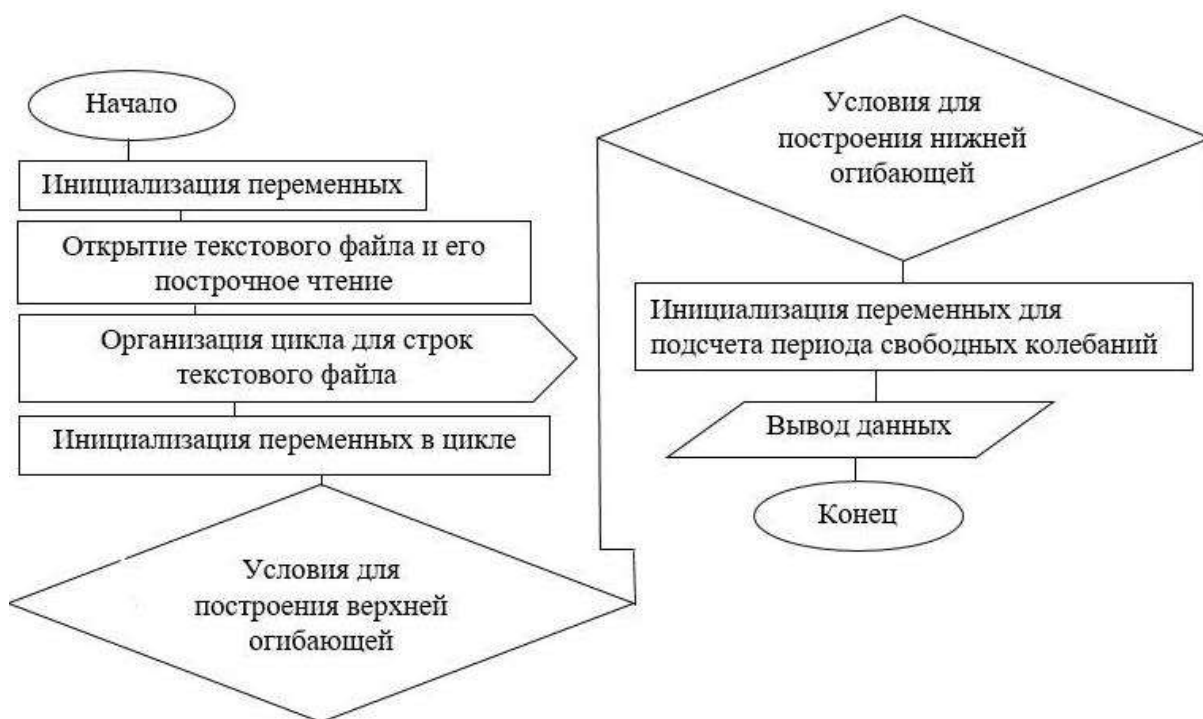 Начало
Инициализация переменных
Открытие текстового файла и его
построчное чтение
Организация цикла для строк
текстового файла
Инициализация переменных в цикле
Условия для
построения верхней
огибающей
Условия для
построения нижней
огибающей
Инициализация переменных для
подсчета периода свободных колебаний
Вывод данных
Конец